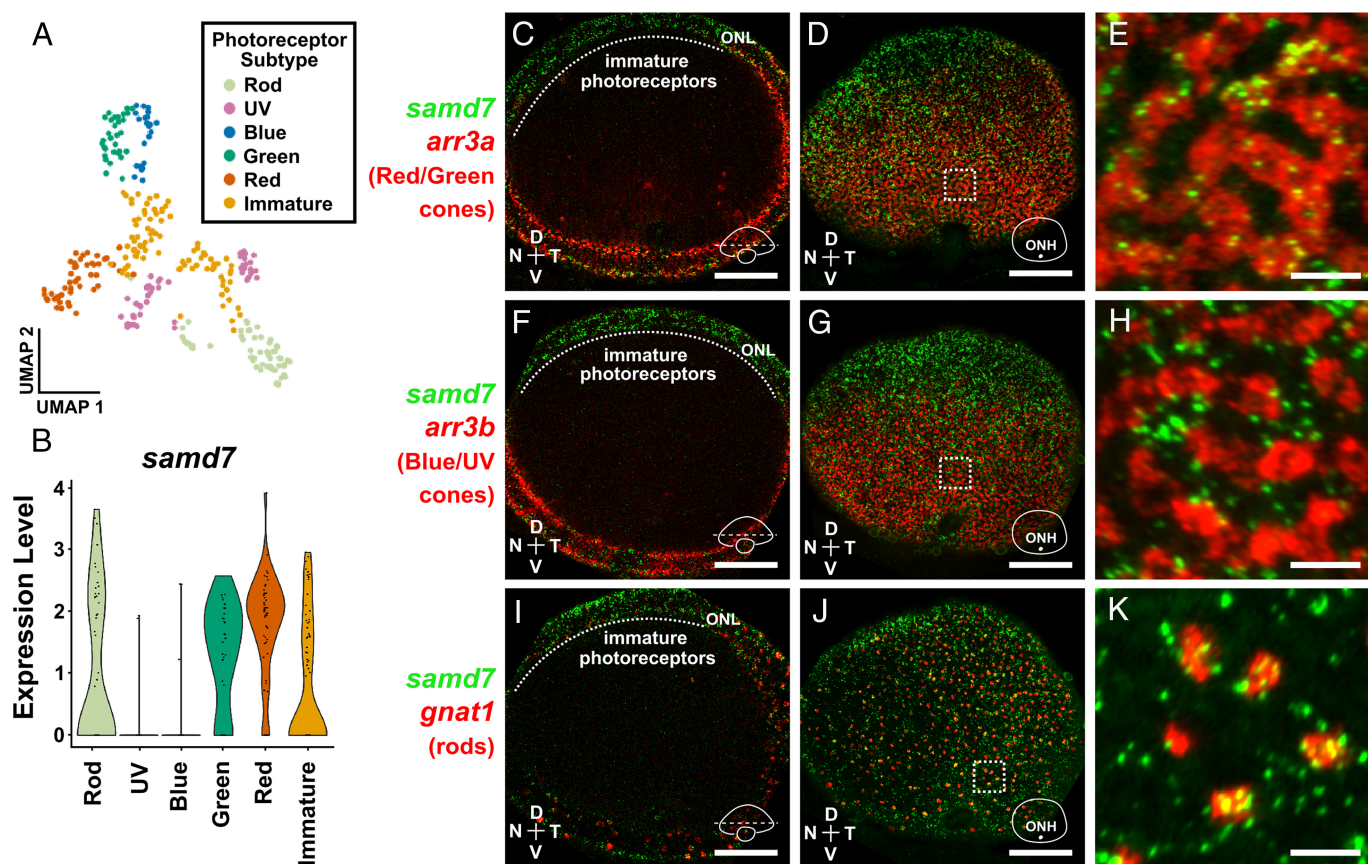 A
Photoreceptor
Subtype
Rod
UV
Blue
Green
Red
Immature
UMAP 2
UMAP 1
B
samd7
Expression Level
4
3
2
1
0
Rod
UV
Blue
Green
Red
Immature
samd7
arr3a
(Red/Green
cones)
C
ONL
immature
photoreceptors
D
N T
V
D
D
N T
V
ONH
E
samd7
arr3b
(Blue/UV
cones)
F
ONL
immature
photoreceptors
D
N T
V
G
D
N T
V
ONH
H
samd7
gnat1
(rods)
I
ONL
immature
photoreceptors
D
N T
V
J
D
N T
V
ONH
K